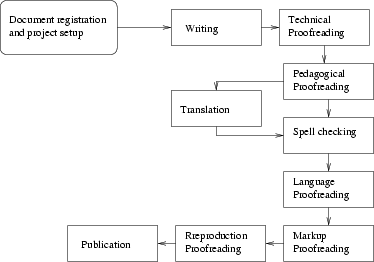 Document registration
and project setup
Writing
Technical
Proofreading
Pedagogical
Proofreading
Translation
Spell checking
Language
Proofreading
Markup
Proofreading
Rreproduction
Proofreading
Publication